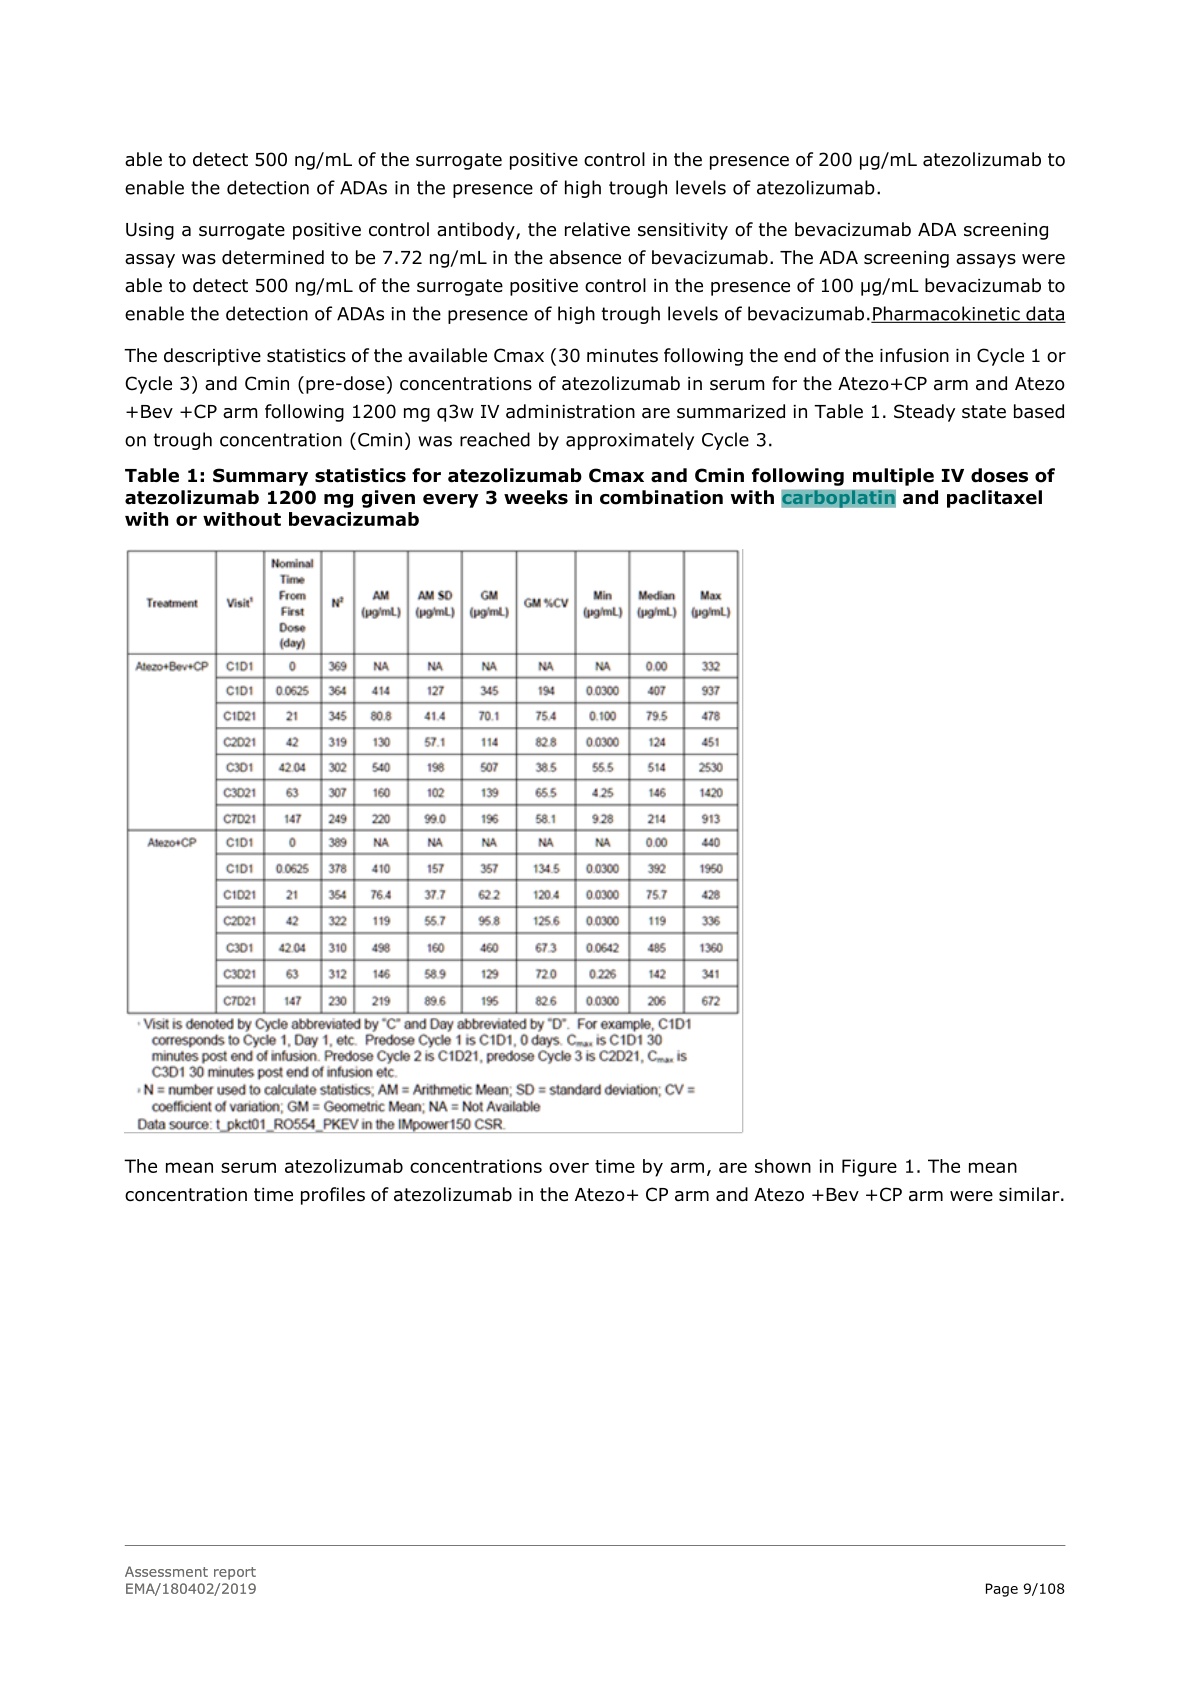 able to detect 500 ng/mL of the surrogate positive control in the presence of 200 µg/mL atezolizumab to
enable the detection of ADAs in the presence of high trough levels of atezolizumab.
Using a surrogate positive control antibody, the relative sensitivity of the bevacizumab ADA screening
assay was determined to be 7.72 ng/mL in the absence of bevacizumab. The ADA screening assays were
able to detect 500 ng/mL of the surrogate positive control in the presence of 100 µg/mL bevacizumab to
enable the detection of ADAs in the presence of high trough levels of bevacizumab.Pharmacokinetic data
The descriptive statistics of the available Cmax (30 minutes following the end of the infusion in Cycle 1 or
Cycle 3) and Cmin (pre-dose) concentrations of atezolizumab in serum for the Atezo+CP arm and Atezo
+Bev +CP arm following 1200 mg q3w IV administration are summarized in Table 1. Steady state based
on trough concentration (Cmin) was reached by approximately Cycle 3.
Table 1: Summary statistics for atezolizumab Cmax and Cmin following multiple IV doses of
atezolizumab 1200 mg given every 3 weeks in combination with carboplatin and paclitaxel
with or without bevacizumab
Treatment Visit¹ Nominal Time From First Dose (day) N² AM (µg/mL) AM SD (µg/mL) GM (µg/mL) GM %CV Min (µg/mL) Median (µg/mL) Max (µg/mL)
Atezo+Bev+CP C1D1 0 369 NA NA NA NA NA 0.00 332
C1D1 0.0625 364 414 127 345 194 0.0300 407 937
C1D21 21 345 80.8 41.4 70.1 75.4 0.100 79.5 478
C2D21 42 319 130 57.1 114 82.8 0.0300 124 451
C3D1 42.04 302 540 198 507 38.5 55.5 514 2530
C3D21 63 307 160 102 139 65.5 4.25 146 1420
C7D21 147 249 220 99.0 196 58.1 9.28 214 913
Atezo+CP C1D1 0 389 NA NA NA NA NA 0.00 440
C1D1 0.0625 378 410 157 357 134.5 0.0300 392 1950
C1D21 21 354 76.4 37.7 62.2 120.4 0.0300 75.7 428
C2D21 42 322 119 55.7 95.8 125.6 0.0300 119 336
C3D1 42.04 310 498 160 460 67.3 0.0642 485 1360
C3D21 63 312 146 58.9 129 72.0 0.226 142 341
C7D21 147 230 219 89.6 195 82.6 0.0300 206 672
¹ Visit is denoted by Cycle abbreviated by "C" and Day abbreviated by "D". For example, C1D1
corresponds to Cycle 1, Day 1, etc. Predose Cycle 1 is C1D1, 0 days. Cmax is C1D1 30
minutes post end of infusion. Predose Cycle 2 is C1D21, predose Cycle 3 is C2D21, Cmax is
C3D1 30 minutes post end of infusion etc.
² N = number used to calculate statistics; AM = Arithmetic Mean; SD = standard deviation; CV =
coefficient of variation; GM = Geometric Mean; NA = Not Available
Data source: t_pkct01_RO554_PKEV in the IMpower150 CSR.
The mean serum atezolizumab concentrations over time by arm, are shown in Figure 1. The mean
concentration time profiles of atezolizumab in the Atezo+ CP arm and Atezo +Bev +CP arm were similar.
Assessment report
EMA/180402/2019
Page 9/108